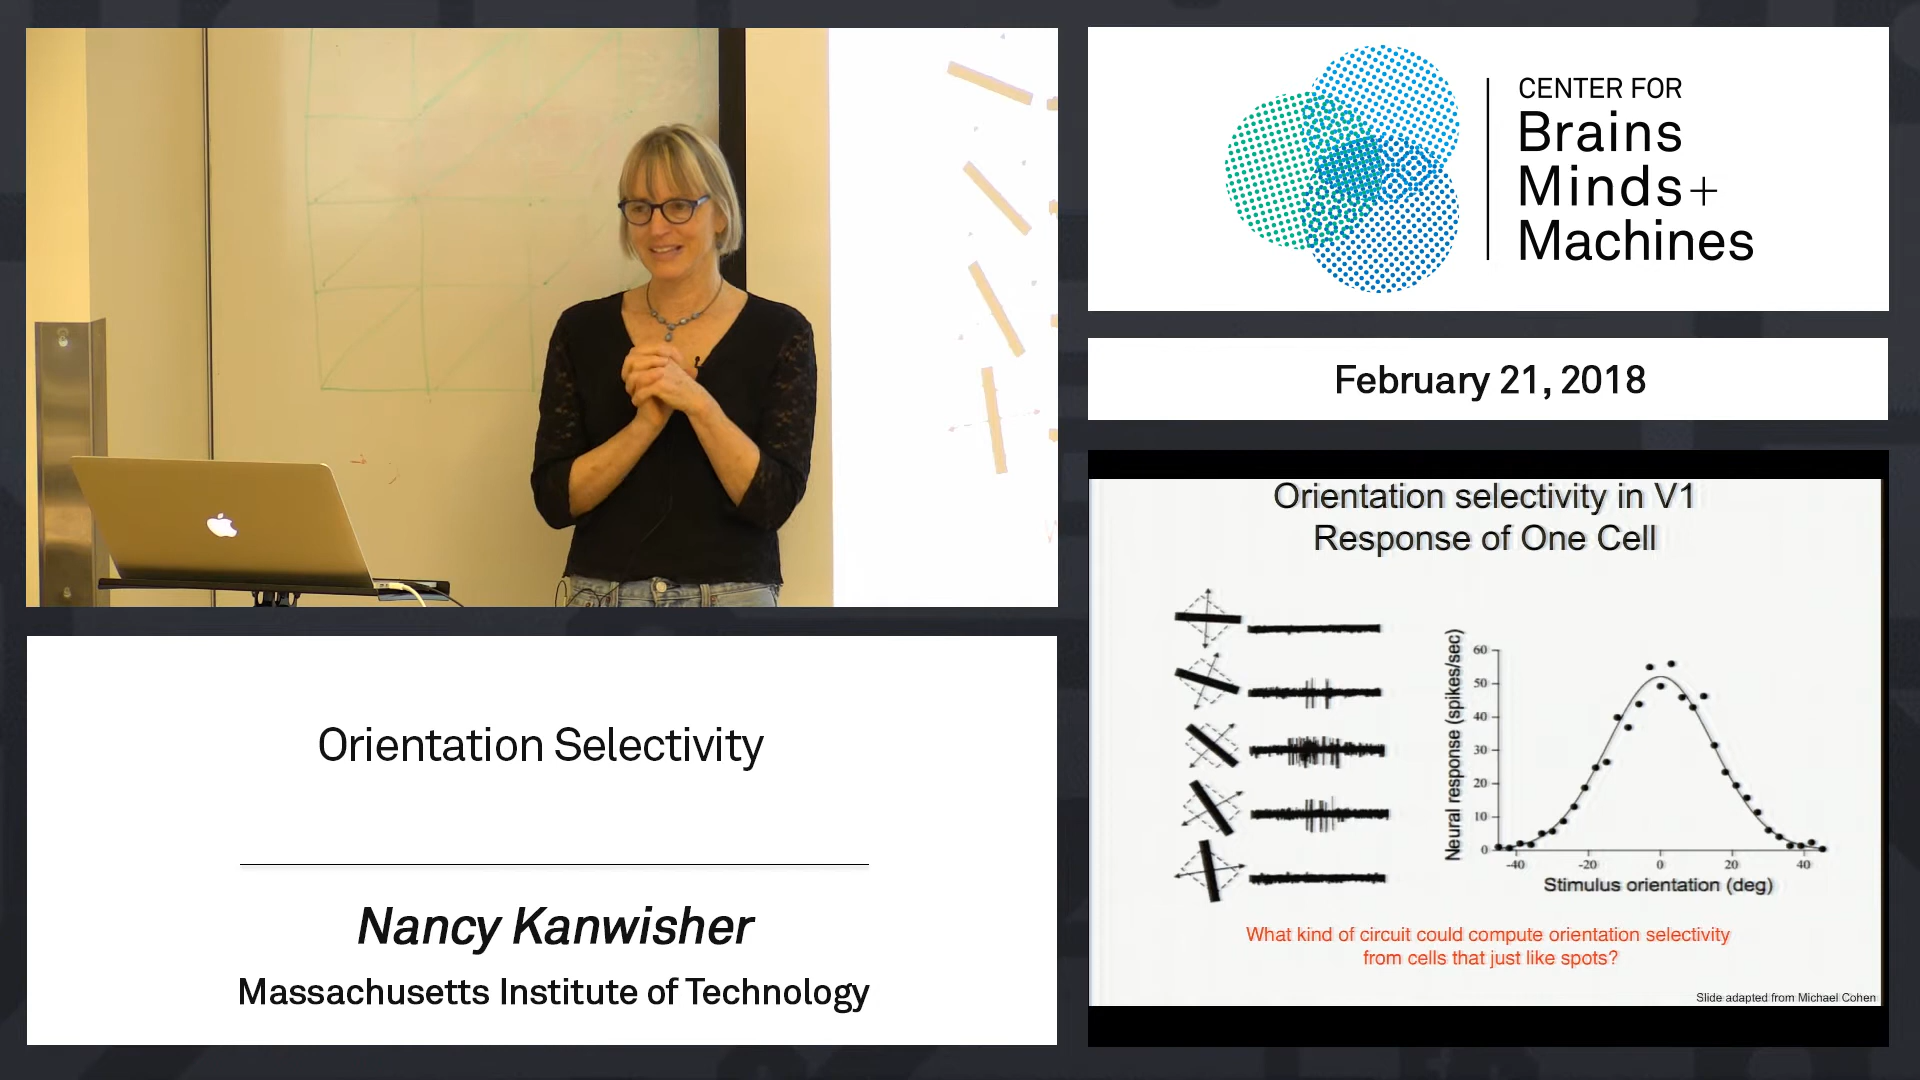 CENTER FOR
Brains
Minds+
Machines
February 21, 2018
Orientation Selectivity
Nancy Kanwisher
Massachusetts Institute of Technology
Orientation selectivity in V1
Response of One Cell
Neural response (spikes/sec)
60
50
40
30
20
10
0
-40 -20 0 20 40
Stimulus orientation (deg)
What kind of circuit could compute orientation selectivity
from cells that just like spots?
Slide adapted from Michael Cohen